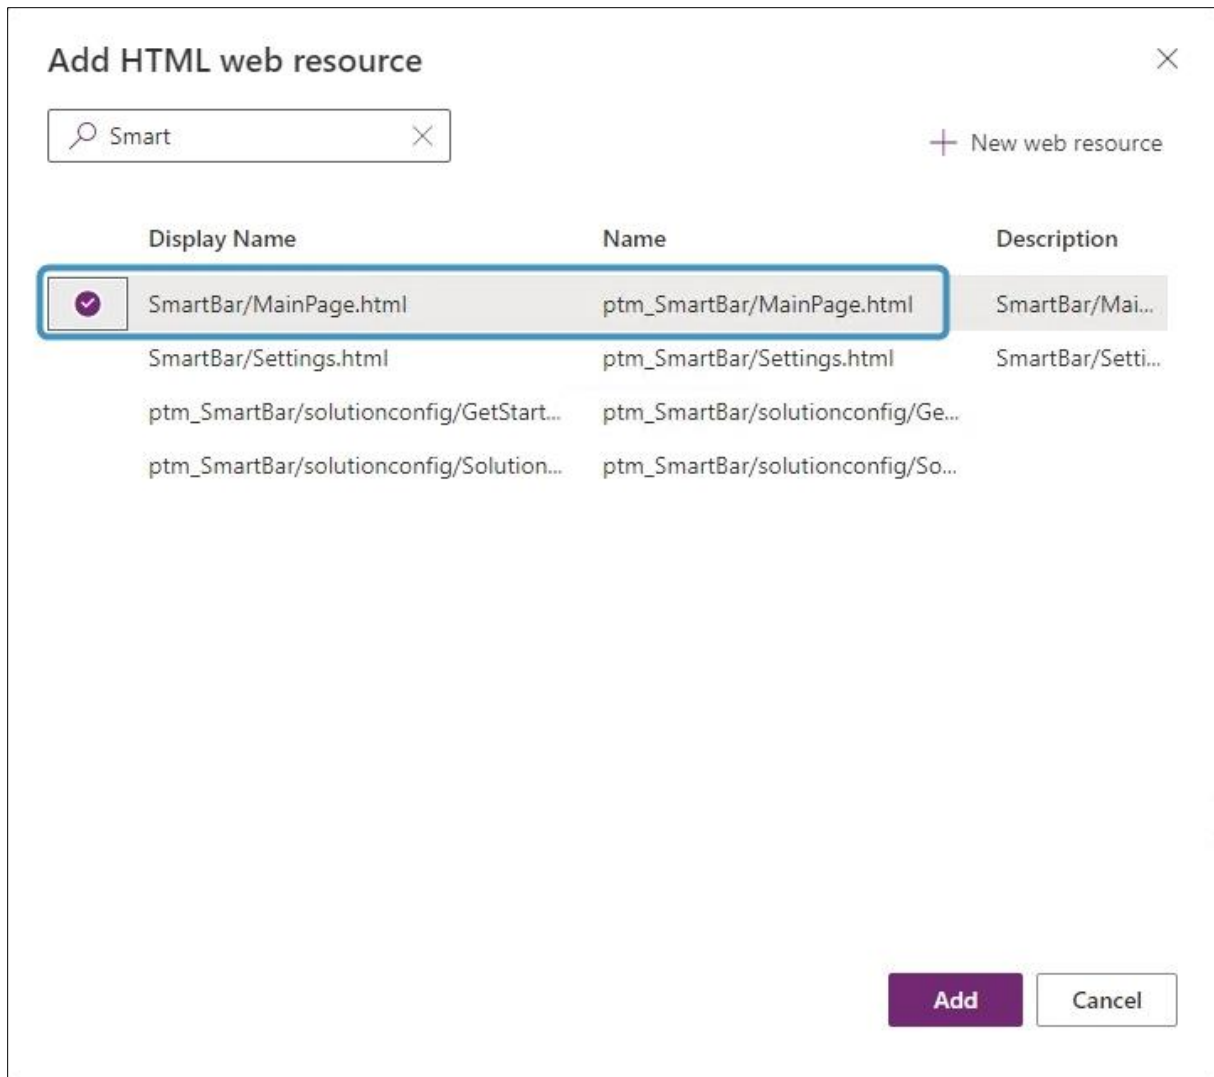 Add HTML web resource
Smart
New web resource
Display Name Name Description
SmartBar/MainPage.html ptm_SmartBar/MainPage.html SmartBar/Mai...
SmartBar/Settings.html ptm_SmartBar/Settings.html SmartBar/Setti...
ptm_SmartBar/solutionconfig/GetStart... ptm_SmartBar/solutionconfig/Ge...
ptm_SmartBar/solutionconfig/Solution... ptm_SmartBar/solutionconfig/So...
Add Cancel